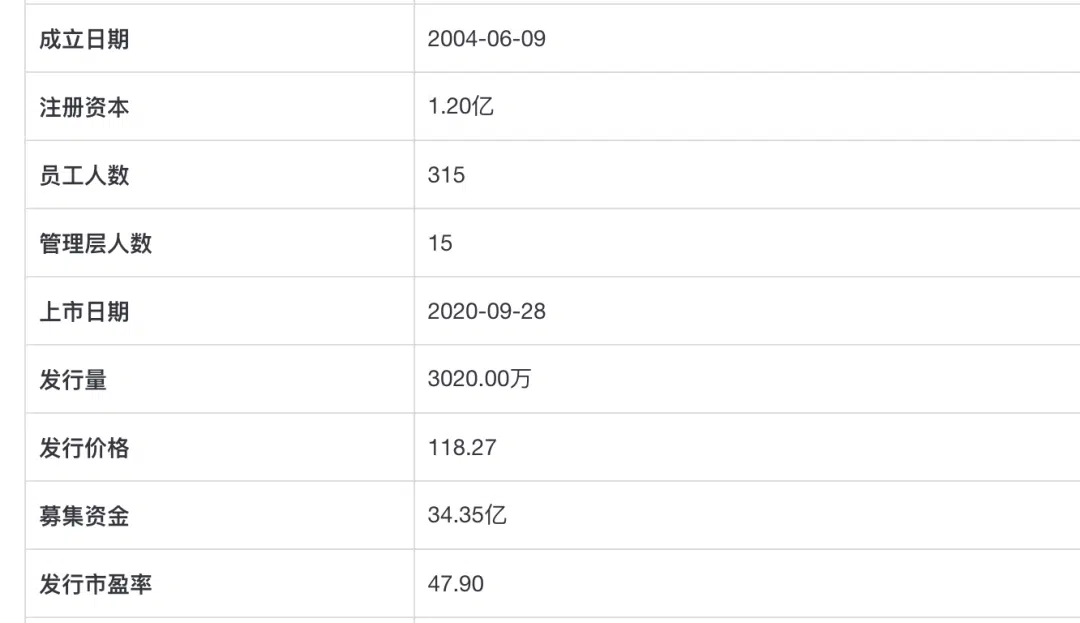 成立日期 2004-06-09
注册资本 1.20亿
员工人数 315
管理层人数 15
上市日期 2020-09-28
发行量 3020.00万
发行价格 118.27
募集资金 34.35亿
发行市盈率 47.90